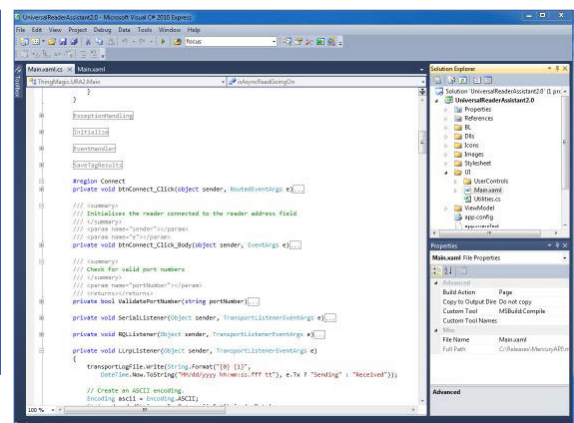 UniversalReaderAssistant2.0 - Microsoft Visual C# 2010 Express
File Edit View Project Debug Data Tools Window Help
focus
Toolbox
Main.xaml.cs Main.xaml
ThingMagic.URA2.Main
isAsyncReadGoingOn
}
}
ExceptionHandling
Initialize
EventHandler
SaveTagResults
#region Connect
private void btnConnect_Click(object sender, RoutedEventArgs e)...
/// <summary>
/// Initializes the reader connected to the reader address field
/// </summary>
/// <param name="sender"></param>
/// <param name="e"></param>
private void btnConnect_Click_Body(object sender, EventArgs e)...
/// <summary>
/// Check for valid port numbers
/// </summary>
/// <param name="portNumber"></param>
/// <returns></returns>
private bool ValidatePortNumber(string portNumber)...
private void SerialListener(Object sender, TransportListenerEventArgs e)...
private void RQLListener(Object sender, TransportListenerEventArgs e)...
private void LLrpListener(Object sender, TransportListenerEventArgs e)
{
transportLogFile.Write(String.Format("{0} {1}",
DateTime.Now.ToString("MM/dd/yyyy hh:mm:ss.fff tt"), e.Tx ? "Sending" : "Received"));
// Create an ASCII encoding.
Encoding ascii = Encoding.ASCII;
100 %
Solution Explorer
Solution 'UniversalReaderAssistant2.0' (1 proj
UniversalReaderAssistant2.0
Properties
References
BL
Dlls
Icons
Images
Stylesheet
UI
UserControls
Main.xaml
Utilities.cs
ViewModel
app.config
Properties
Main.xaml File Properties
Advanced
Build Action Page
Copy to Output Dire Do not copy
Custom Tool MSBuild:Compile
Custom Tool Names
Misc
File Name Main.xaml
Full Path C:\Releases\MercuryAPI\m
Advanced